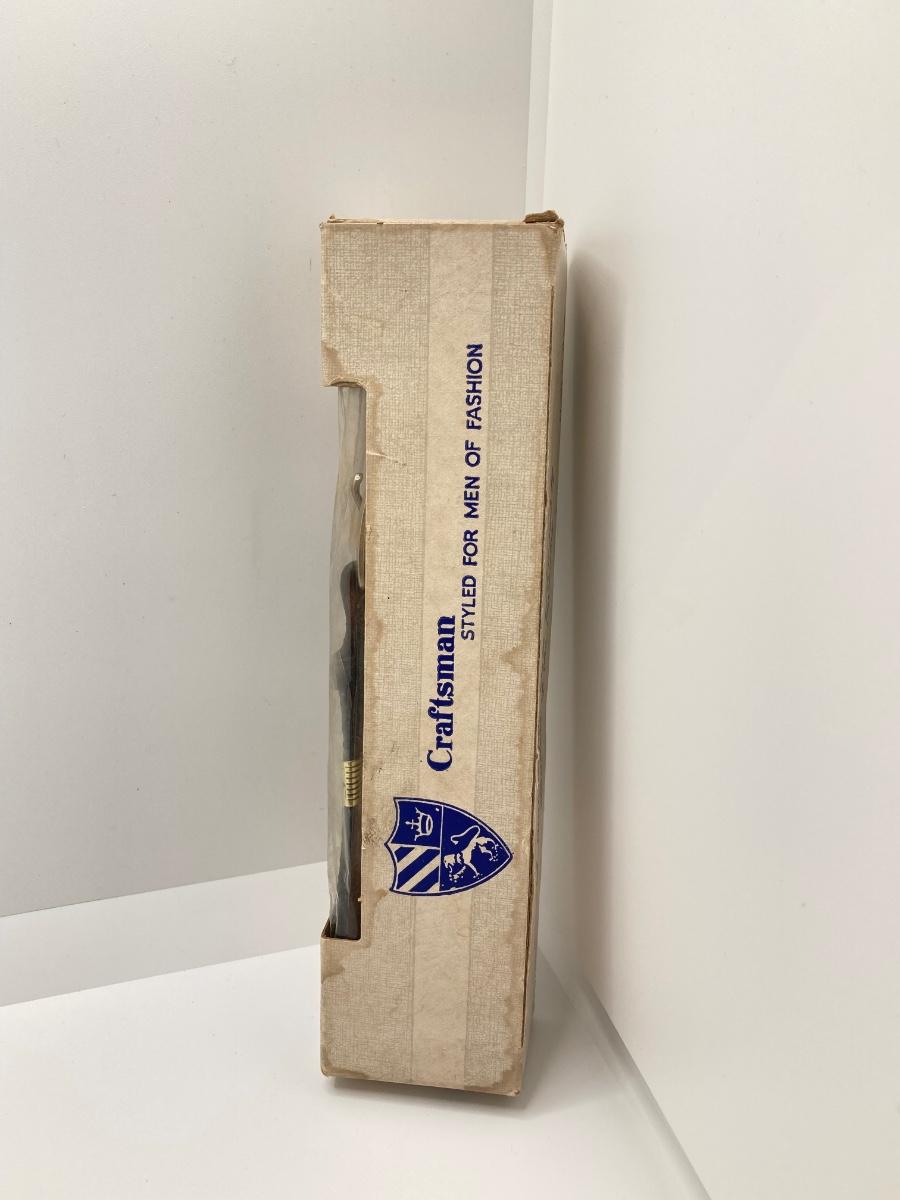 Craftsman
STYLED FOR MEN OF FASHION